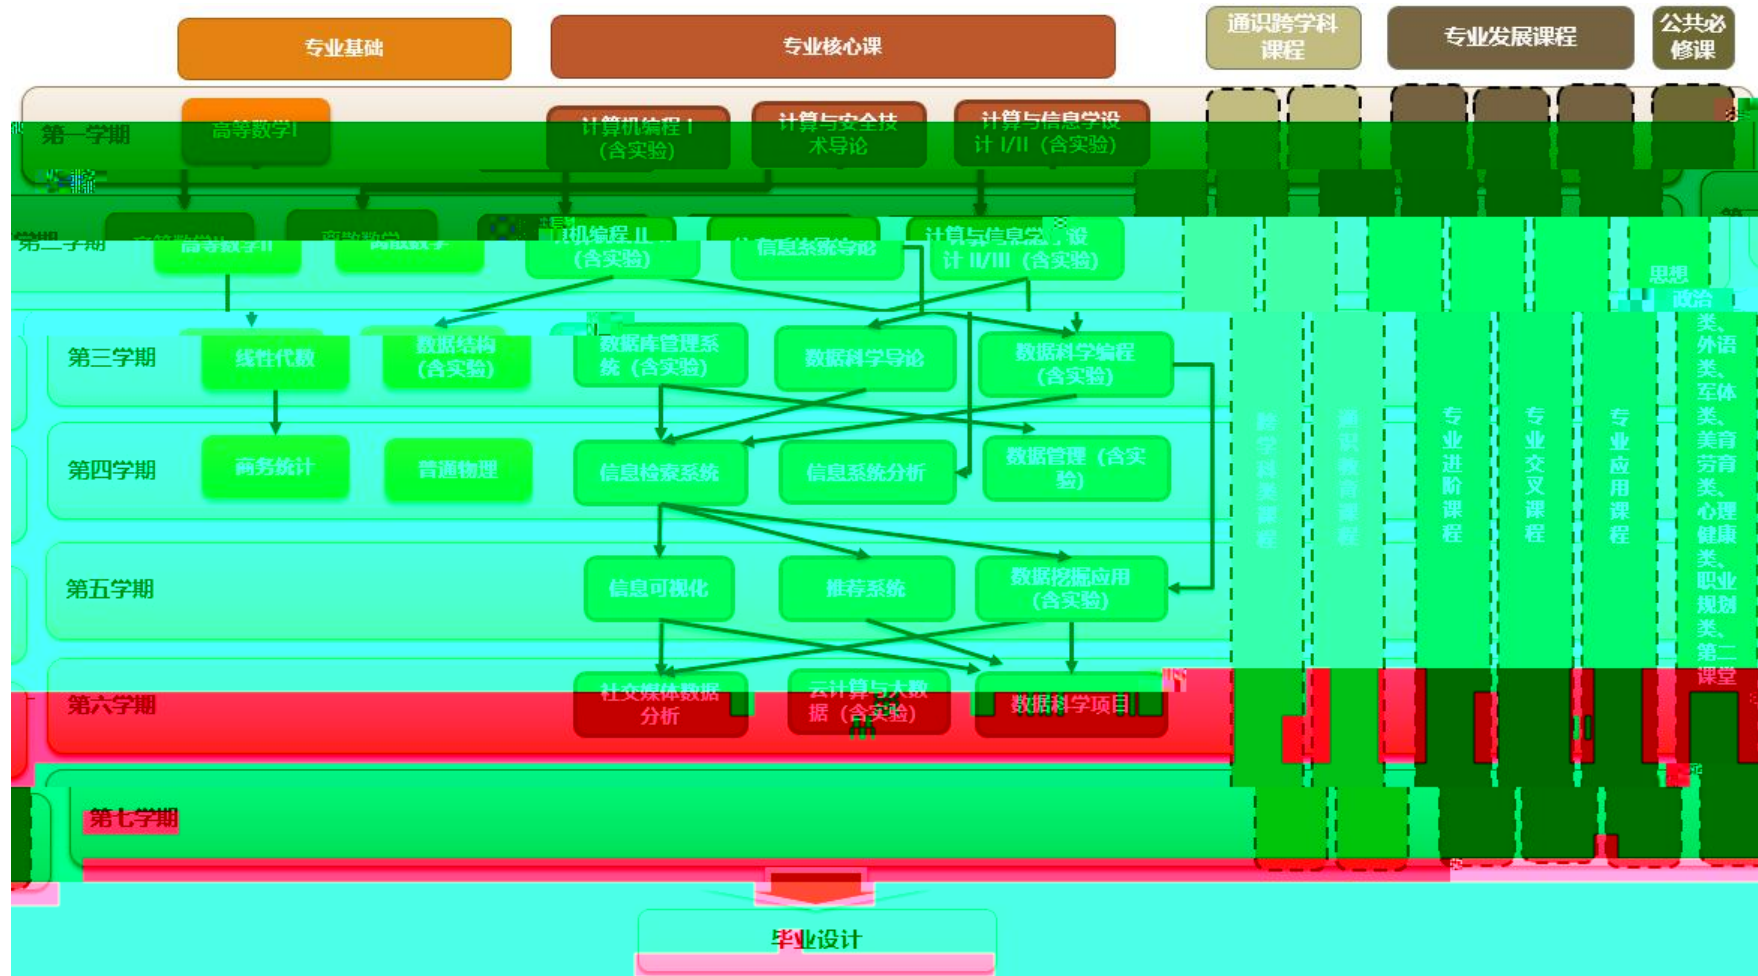 专业基础
专业核心课
通识跨学科
课程
专业发展课程
公共必
修课
第一学期
高等数学I
计算机编程 I
(含实验)
计算与安全技
术导论
计算与信息学设
计 I/II（含实验）
第二学期
高等数学II
离散数学
机编程 II
(含实验)
信息系统导论
计算与信息学设
计 II/III（含实验）
第三学期
线性代数
数据结构
(含实验)
数据库管理系
统（含实验）
数据科学导论
数据科学编程
(含实验)
第四学期
商务统计
普通物理
信息检索系统
信息系统分析
数据管理（含实
验）
第五学期
信息可视化
推荐系统
数据挖掘应用
(含实验)
第六学期
社交媒体数据
分析
云计算与大数
据（含实验）
数据科学项目
第七学期
毕业设计
跨学科类课程
通识教育课程
专业进阶课程
专业交叉课程
专业应用课程
思想
政治
类、
外语
类、
军体
类、
美育
劳育
类、
心理
健康
类、
职业
规划
类、
第二
课堂